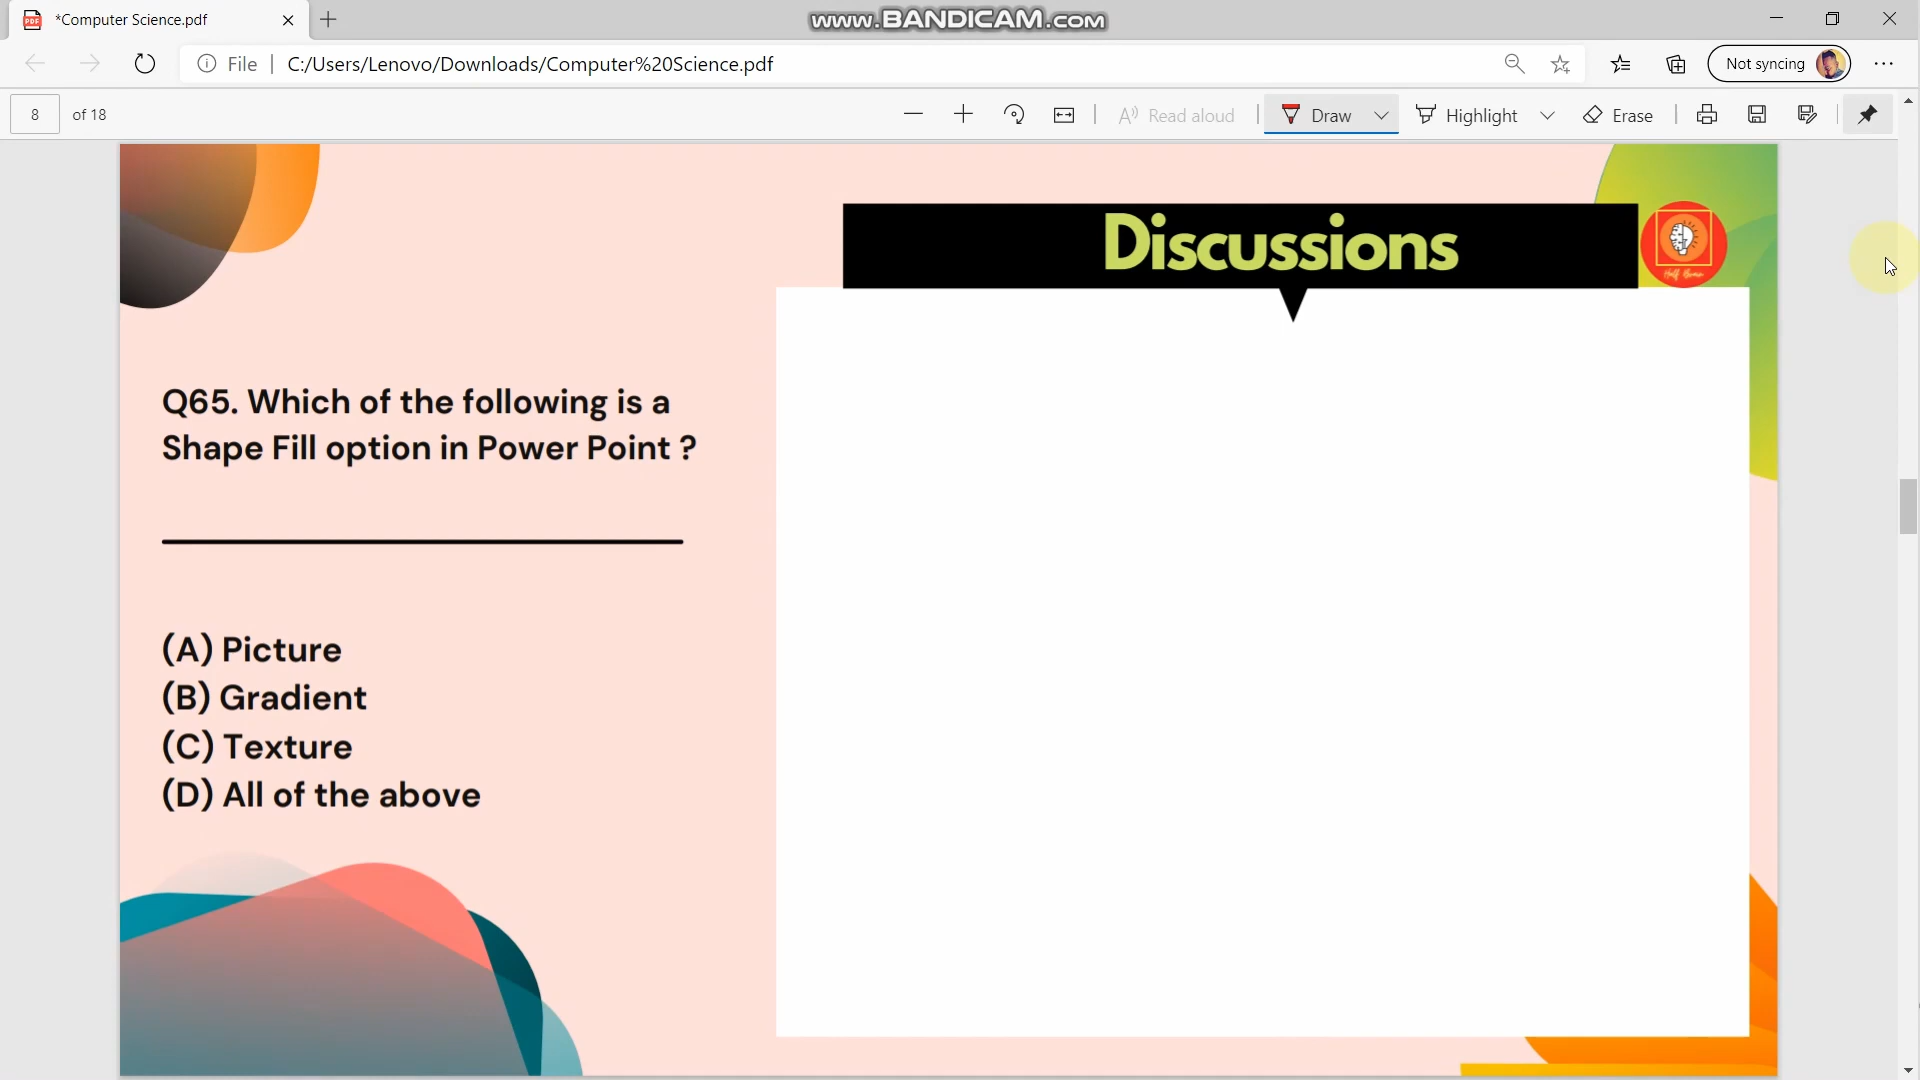 *Computer Science.pdf
www.BANDICAM.com
File
C:/Users/Lenovo/Downloads/Computer%20Science.pdf
Not syncing
8 of 18
Read aloud
Draw
Highlight
Erase
Discussions
Half Brain
Q65. Which of the following is a
Shape Fill option in Power Point ?
(A) Picture
(B) Gradient
(C) Texture
(D) All of the above